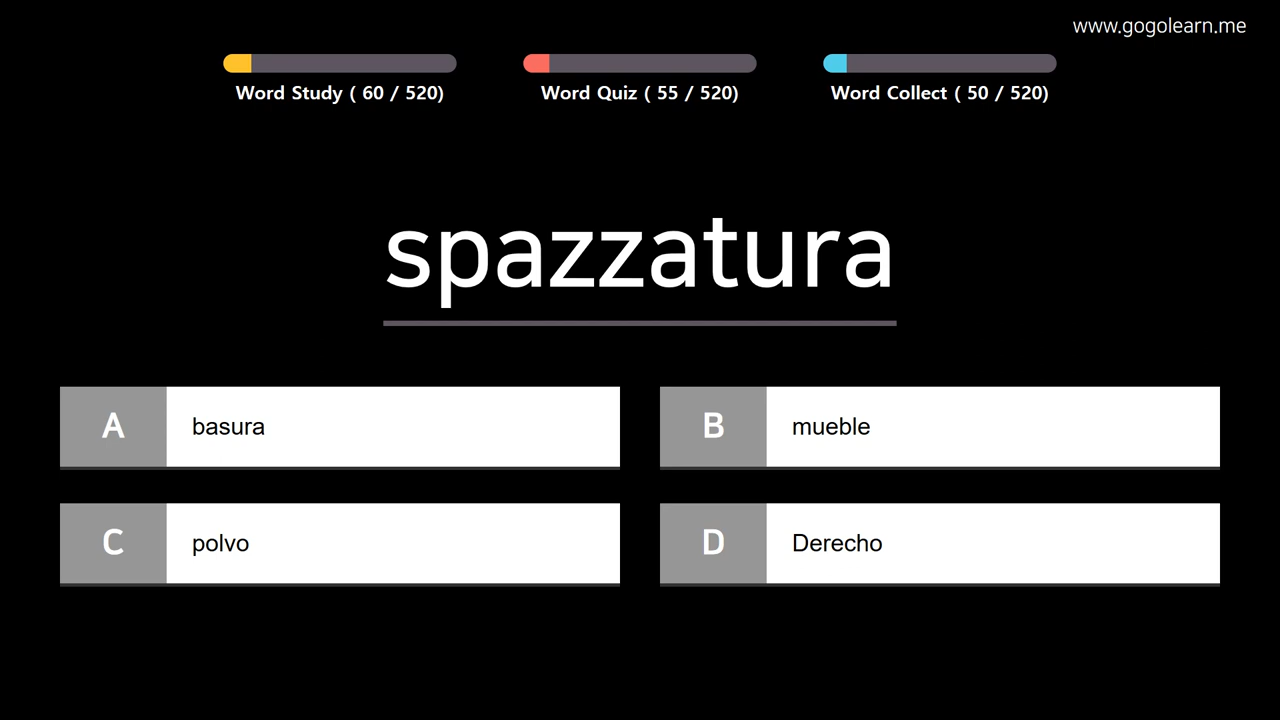 www.gogolearn.me
Word Study ( 60 / 520)
Word Quiz ( 55 / 520)
Word Collect ( 50 / 520)
spazzatura
A basura
B mueble
C polvo
D Derecho